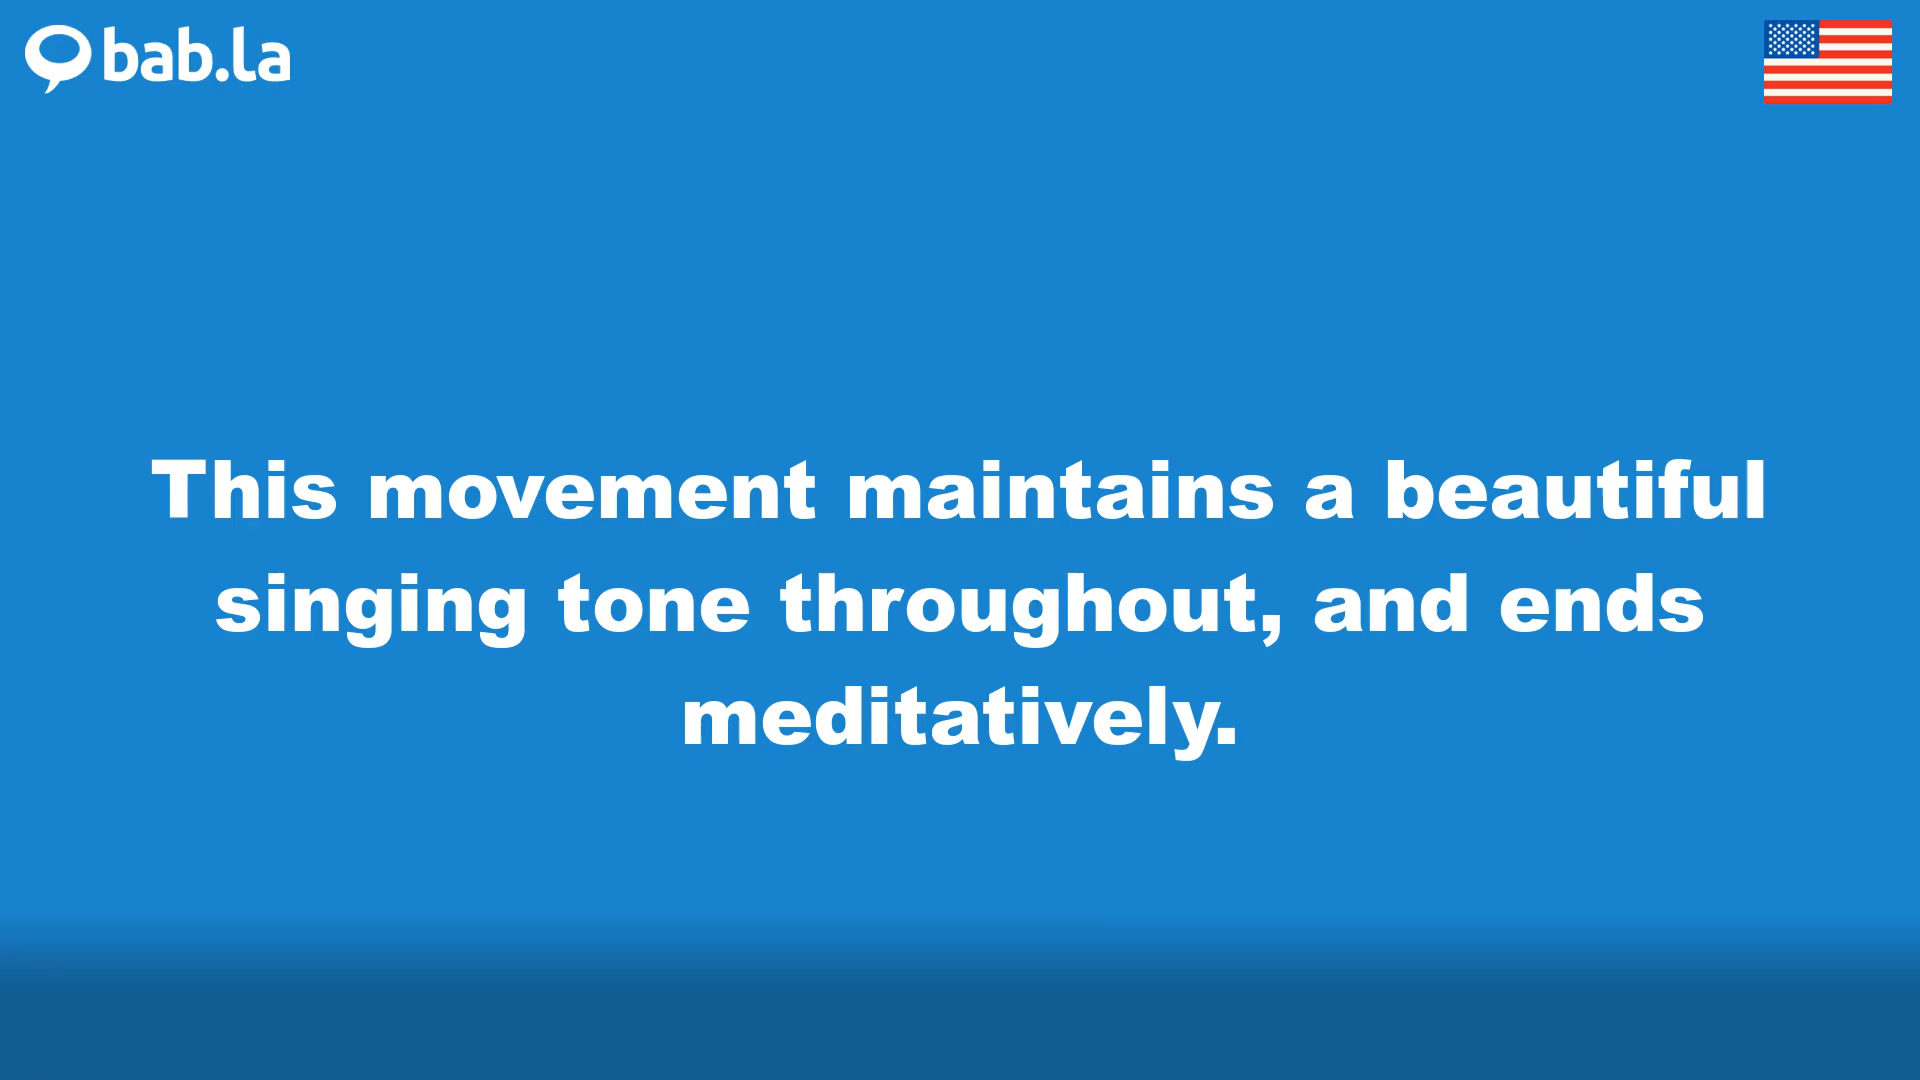 bab.la
This movement maintains a beautiful
singing tone throughout, and ends
meditatively.